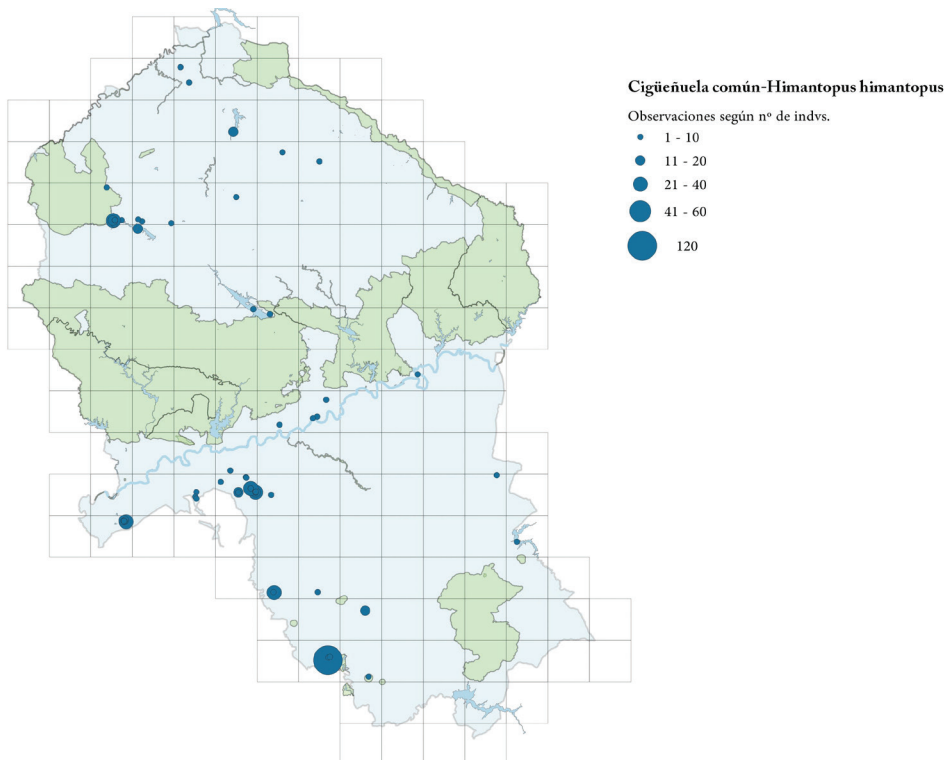 Cigüeñuela común-Himantopus himantopus
Observaciones según nº de indvs.
1 - 10
11 - 20
21 - 40
41 - 60
120